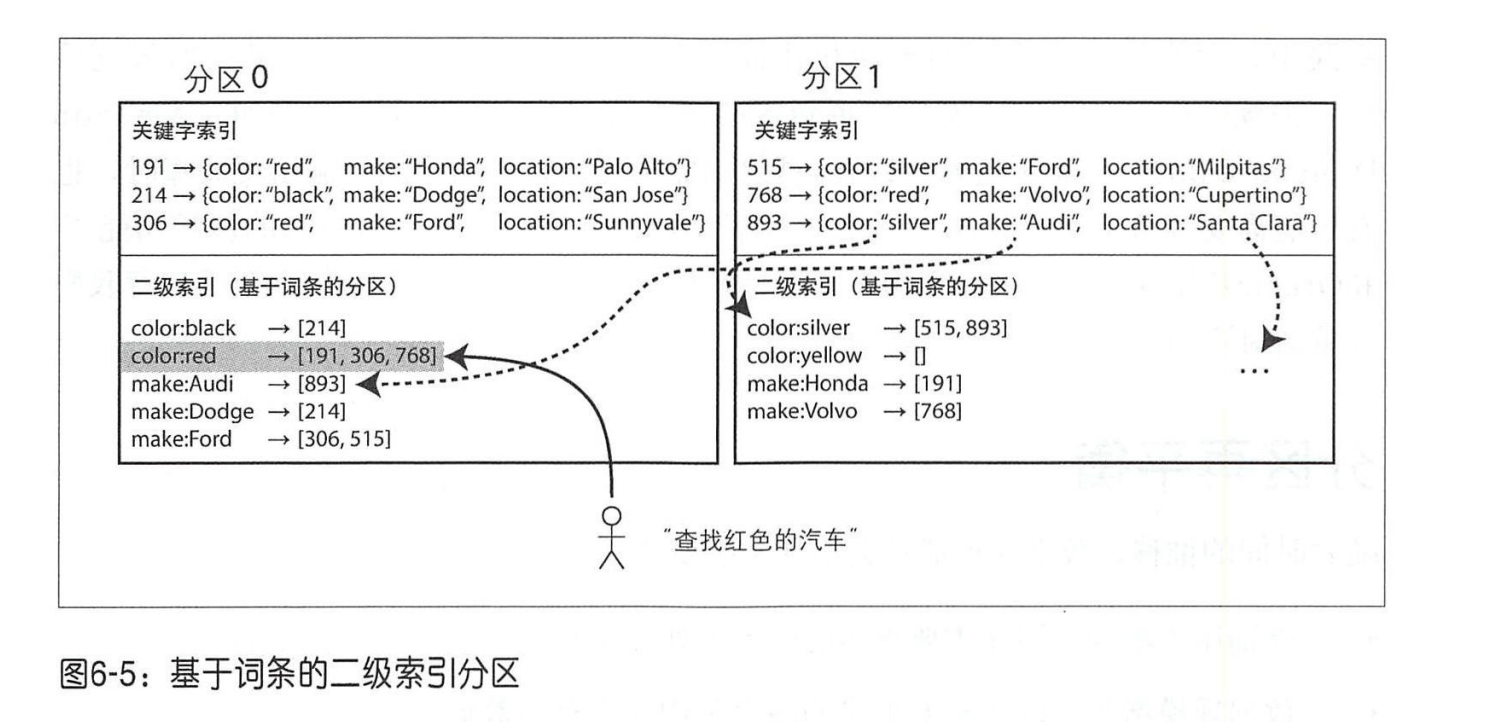 分区 0
关键字索引
191 → {color: “red”, make: “Honda”, location: “Palo Alto”}
214 → {color: “black”, make: “Dodge”, location: “San Jose”}
306 → {color: “red”, make: “Ford”, location: “Sunnyvale”}
二级索引（基于词条的分区）
color:black → [214]
color:red → [191, 306, 768]
make:Audi → [893]
make:Dodge → [214]
make:Ford → [306, 515]
分区 1
关键字索引
515 → {color: “silver”, make: “Ford”, location: “Milpitas”}
768 → {color: “red”, make: “Volvo”, location: “Cupertino”}
893 → {color: “silver”, make: “Audi”, location: “Santa Clara”}
二级索引（基于词条的分区）
color:silver → [515, 893]
color:yellow → []
make:Honda → [191]
make:Volvo → [768]
...
“查找红色的汽车”
图6-5：基于词条的二级索引分区